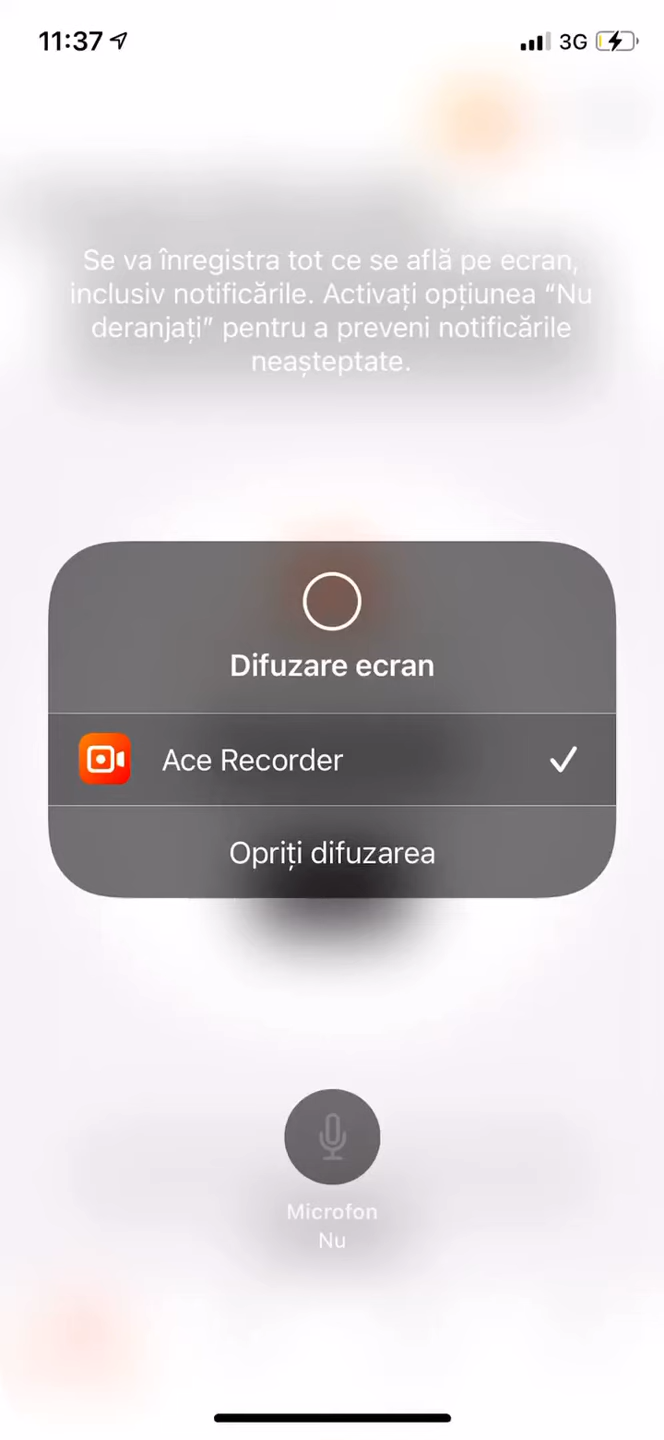 11:37
3G
Se va înregistra tot ce se află pe ecran,
inclusiv notificările. Activați opțiunea “Nu
deranjați” pentru a preveni notificările
neașteptate.
Difuzare ecran
Ace Recorder
Opriți difuzarea
Microfon
Nu